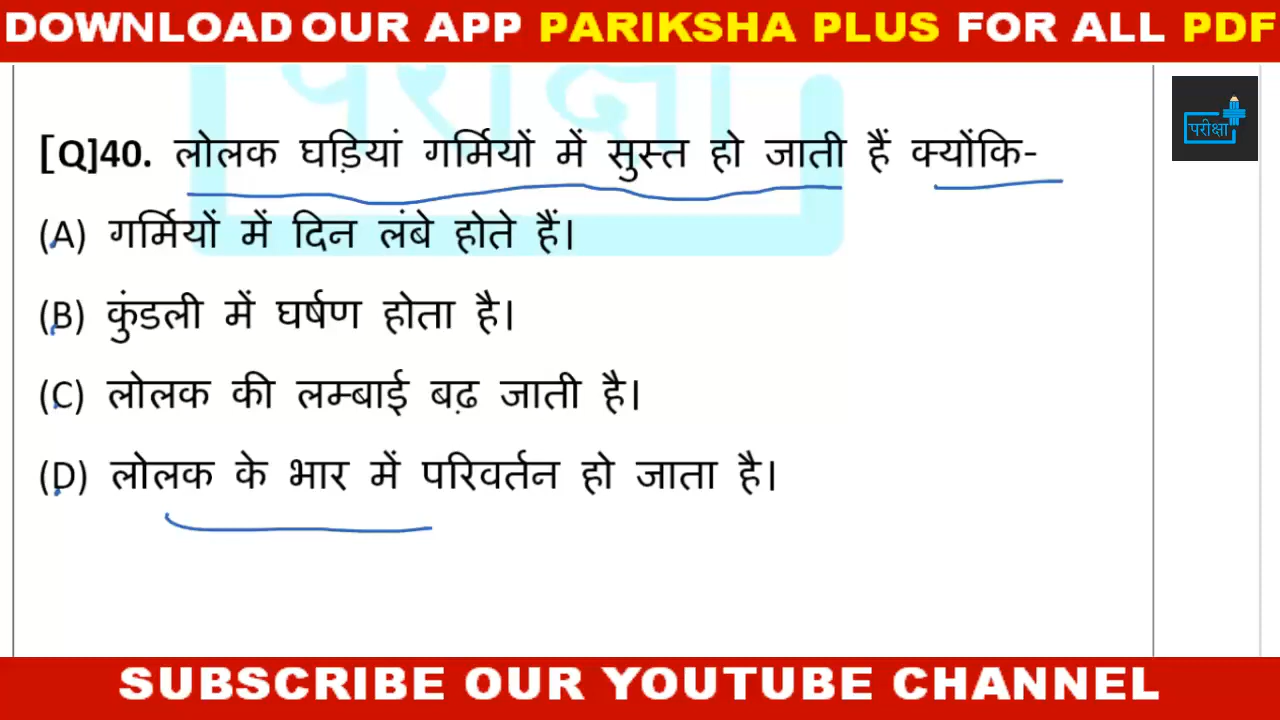 DOWNLOAD OUR APP PARIKSHA PLUS FOR ALL PDF
परीक्षा
परीक्षा
[Q]40. लोलक घड़ियां गर्मियों में सुस्त हो जाती हैं क्योंकि-
(A) गर्मियों में दिन लंबे होते हैं।
(B) कुंडली में घर्षण होता है।
(C) लोलक की लम्बाई बढ़ जाती है।
(D) लोलक के भार में परिवर्तन हो जाता है।
SUBSCRIBE OUR YOUTUBE CHANNEL